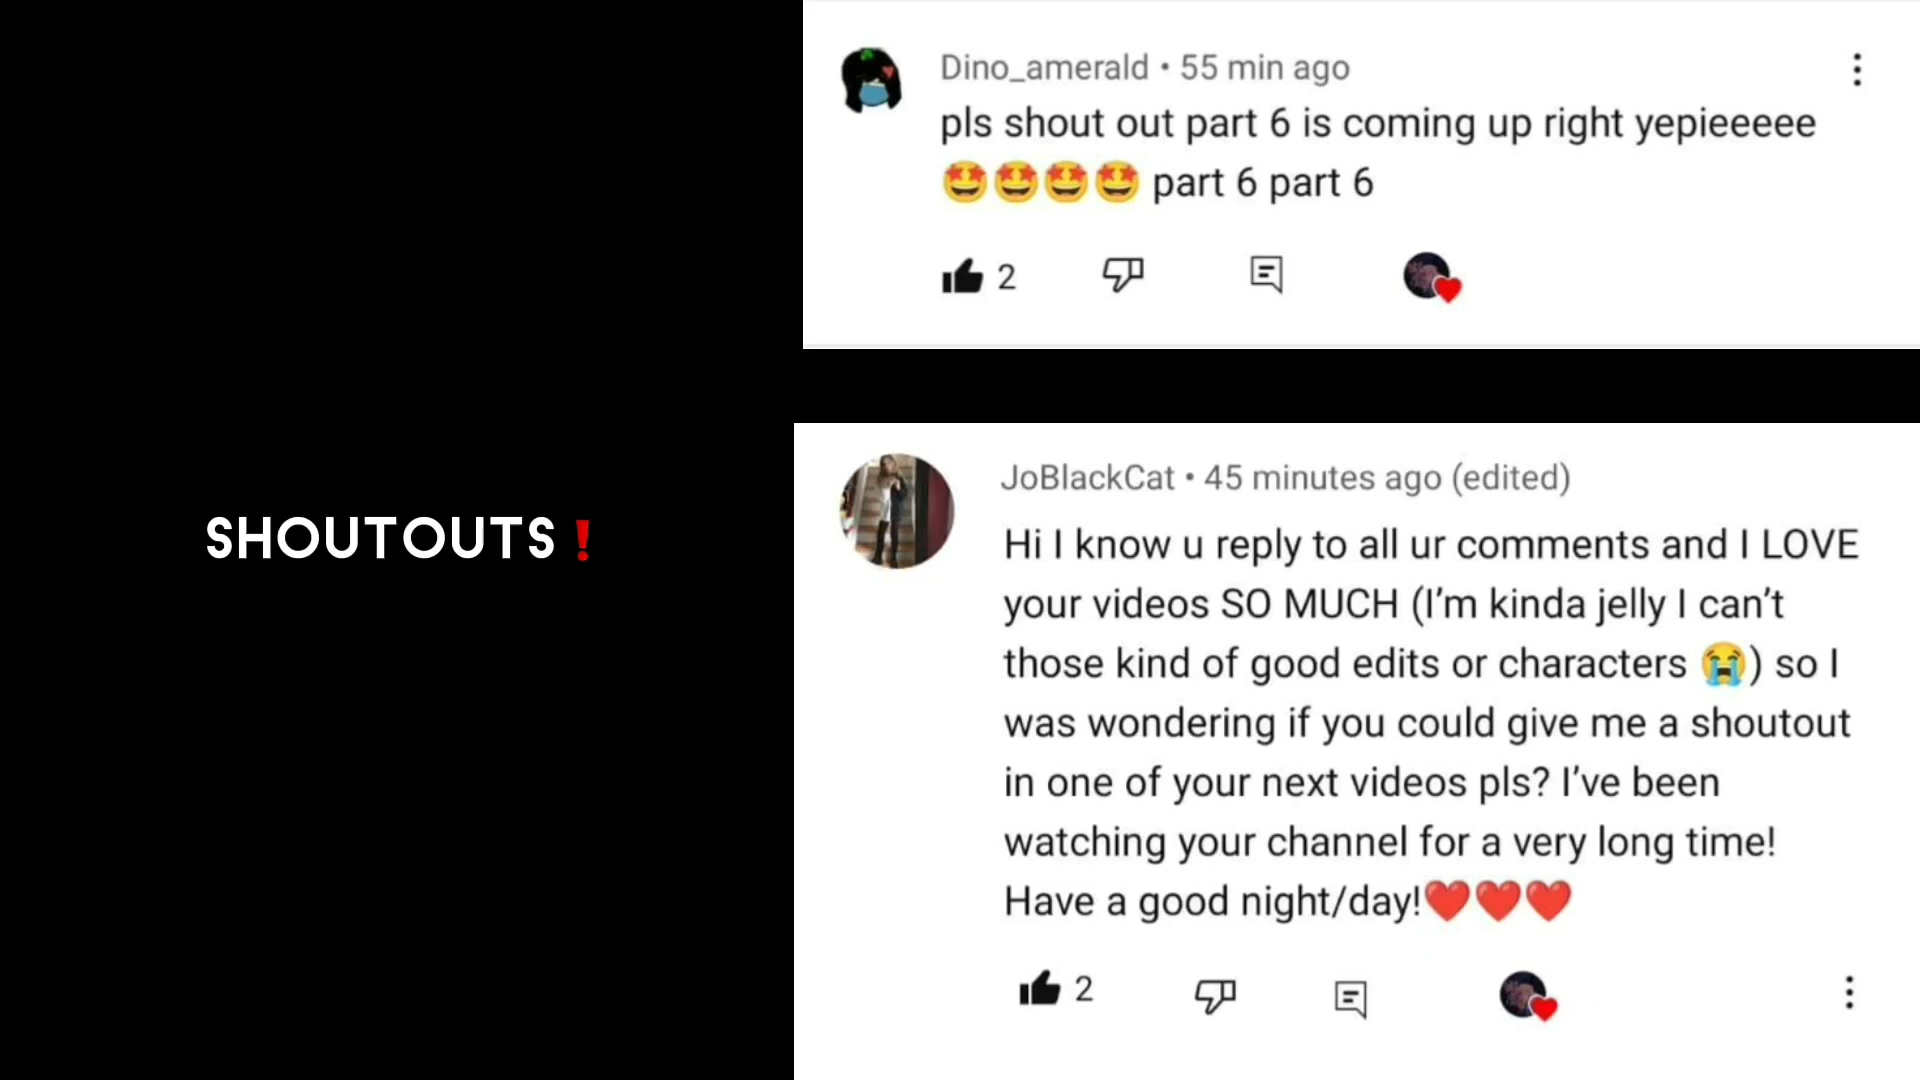 SHOUTOUTS❗
Dino_amerald • 55 min ago
pls shout out part 6 is coming up right yepieeeee
🤩🤩🤩🤩 part 6 part 6
2
JoBlackCat • 45 minutes ago (edited)
Hi I know u reply to all ur comments and I LOVE
your videos SO MUCH (I’m kinda jelly I can’t
those kind of good edits or characters 😭) so I
was wondering if you could give me a shoutout
in one of your next videos pls? I’ve been
watching your channel for a very long time!
Have a good night/day!❤️❤️❤️
2